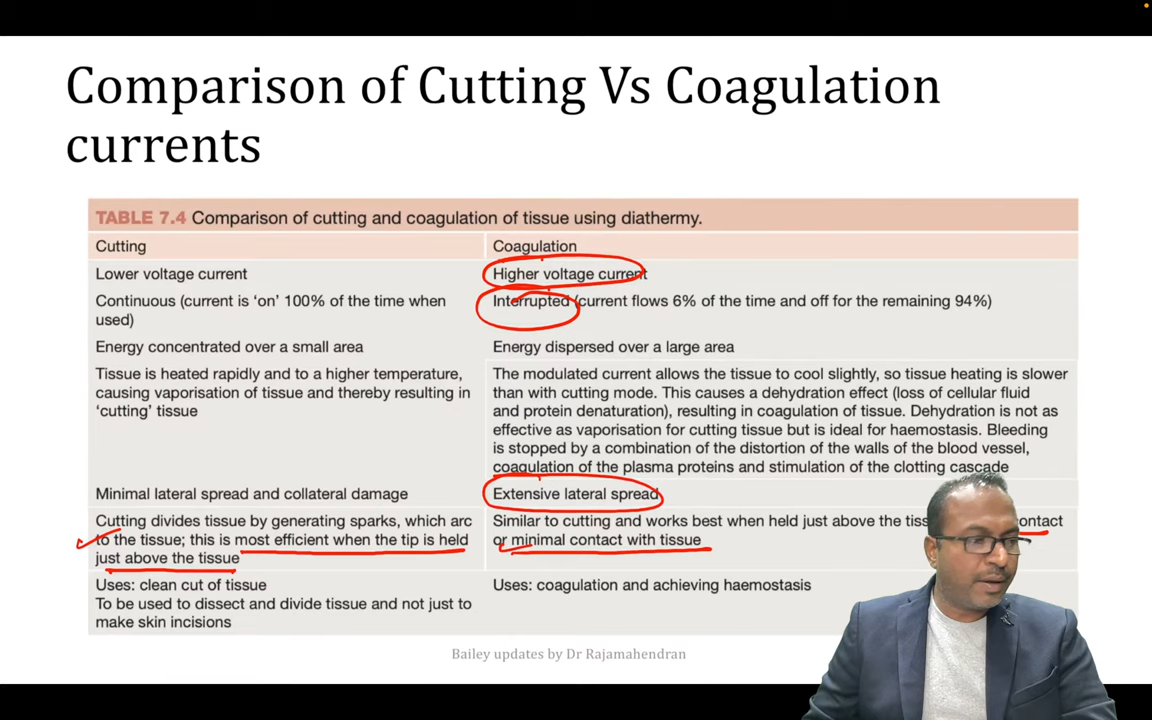 Comparison of Cutting Vs Coagulation
currents
TABLE 7.4 Comparison of cutting and coagulation of tissue using diathermy.
Cutting
Coagulation
Lower voltage current
Higher voltage current
Continuous (current is ‘on’ 100% of the time when
used)
Interrupted (current flows 6% of the time and off for the remaining 94%)
Energy concentrated over a small area
Energy dispersed over a large area
Tissue is heated rapidly and to a higher temperature,
causing vaporisation of tissue and thereby resulting in
‘cutting’ tissue
The modulated current allows the tissue to cool slightly, so tissue heating is slower
than with cutting mode. This causes a dehydration effect (loss of cellular fluid
and protein denaturation), resulting in coagulation of tissue. Dehydration is not as
effective as vaporisation for cutting tissue but is ideal for haemostasis. Bleeding
is stopped by a combination of the distortion of the walls of the blood vessel,
coagulation of the plasma proteins and stimulation of the clotting cascade
Minimal lateral spread and collateral damage
Extensive lateral spread
Cutting divides tissue by generating sparks, which arc
to the tissue; this is most efficient when the tip is held
just above the tissue
Similar to cutting and works best when held just above the
or minimal contact with tissue
Uses: clean cut of tissue
To be used to dissect and divide tissue and not just to
make skin incisions
Uses: coagulation and achieving haemostasis
Bailey updates by Dr Rajamahendran